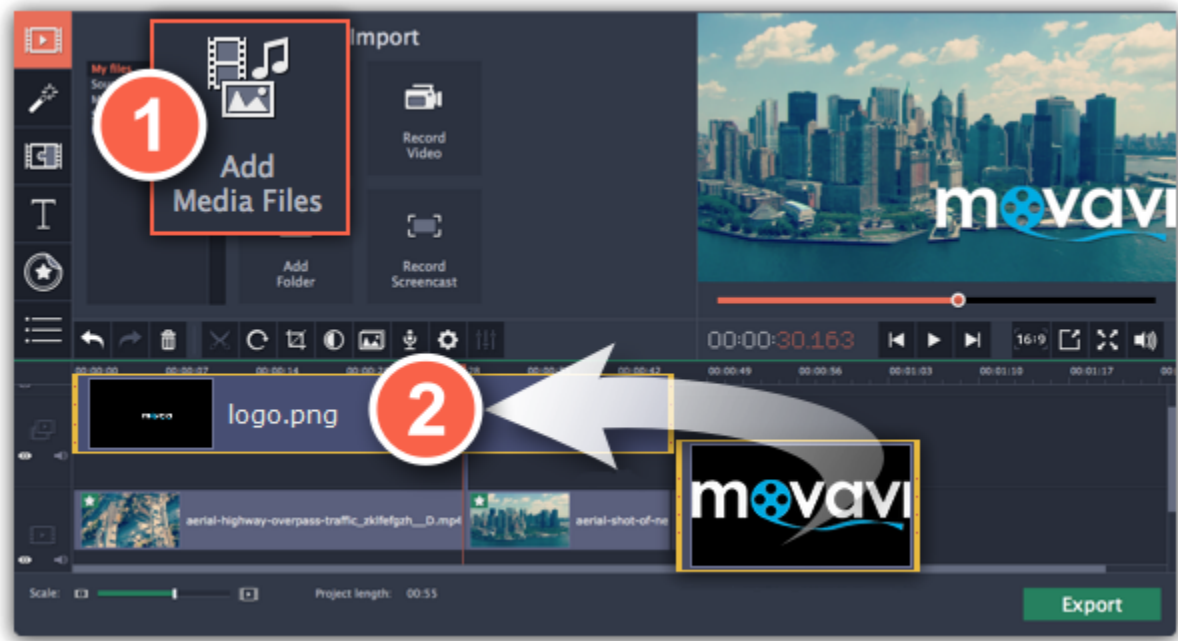 Import
My files
1
Add
Media Files
Record
Video
Add
Folder
Record
Screencast
movavi
T
00:00:30.163
16:9
00:00:00
00:00:07
00:00:14
28
00:00:42
00:00:49
00:00:56
00:01:03
00:01:10
00:01:17
movavi
logo.png
2
movavi
aerial-highway-overpass-traffic_zklfefgzh__D.mp4
aerial-shot-of-ne
Scale:
Project length: 00:55
Export